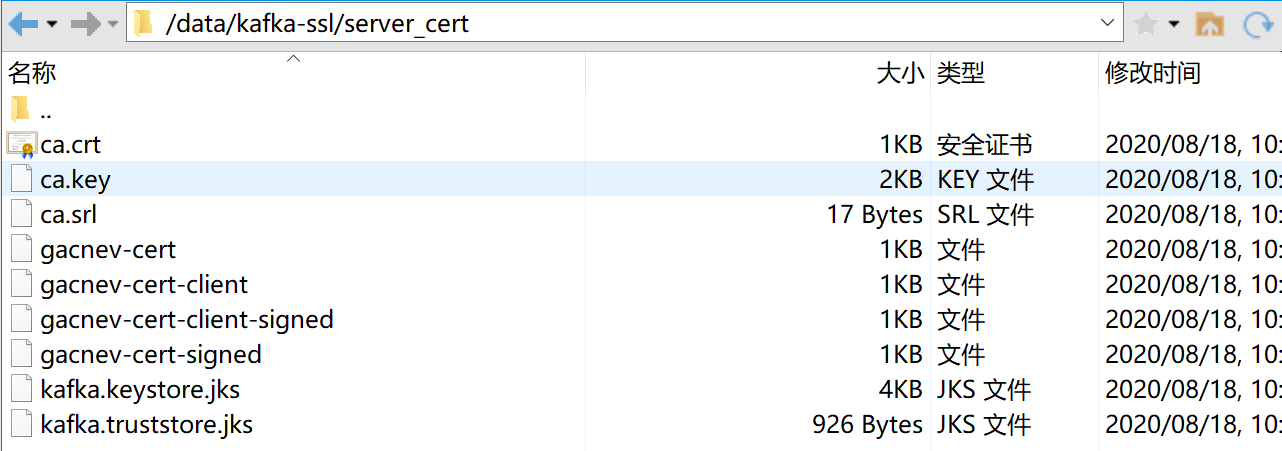 /data/kafka-ssl/server_cert
名称 大小 类型 修改时间
..
ca.crt 1KB 安全证书 2020/08/18, 10:
ca.key 2KB KEY 文件 2020/08/18, 10:
ca.srl 17 Bytes SRL 文件 2020/08/18, 10:
gacnev-cert 1KB 文件 2020/08/18, 10:
gacnev-cert-client 1KB 文件 2020/08/18, 10:
gacnev-cert-client-signed 1KB 文件 2020/08/18, 10:
gacnev-cert-signed 1KB 文件 2020/08/18, 10:
kafka.keystore.jks 4KB JKS 文件 2020/08/18, 10:
kafka.truststore.jks 926 Bytes JKS 文件 2020/08/18, 10: